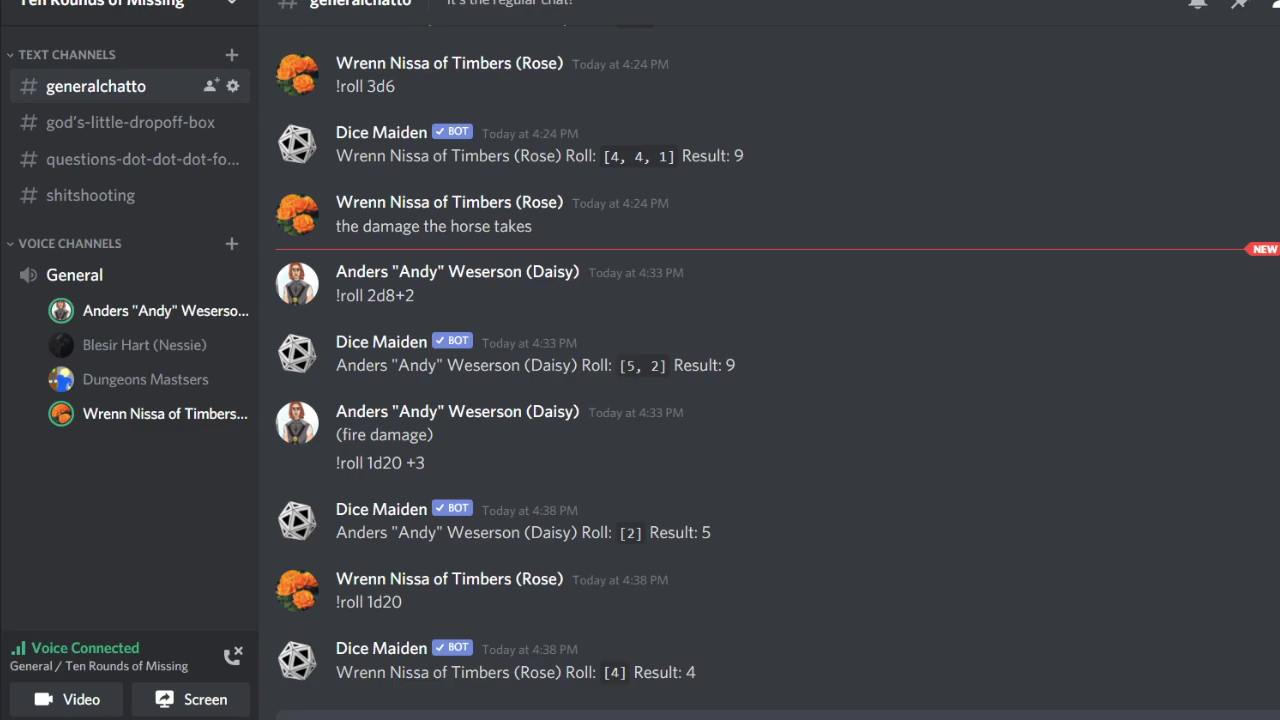 Ten Rounds of Missing
generalchatto
It's the regular chat!
TEXT CHANNELS
generalchatto
god's-little-dropoff-box
questions-dot-dot-dot-fo...
shitshooting
VOICE CHANNELS
General
Anders "Andy" Weserso...
Blesir Hart (Nessie)
Dungeons Mastsers
Wrenn Nissa of Timbers...
Voice Connected
General / Ten Rounds of Missing
Video
Screen
Wrenn Nissa of Timbers (Rose) Today at 4:24 PM
!roll 3d6
Dice Maiden BOT Today at 4:24 PM
Wrenn Nissa of Timbers (Rose) Roll: [4, 4, 1] Result: 9
Wrenn Nissa of Timbers (Rose) Today at 4:24 PM
the damage the horse takes
NEW
Anders "Andy" Weserson (Daisy) Today at 4:33 PM
!roll 2d8+2
Dice Maiden BOT Today at 4:33 PM
Anders "Andy" Weserson (Daisy) Roll: [5, 2] Result: 9
Anders "Andy" Weserson (Daisy) Today at 4:33 PM
(fire damage)
!roll 1d20 +3
Dice Maiden BOT Today at 4:38 PM
Anders "Andy" Weserson (Daisy) Roll: [2] Result: 5
Wrenn Nissa of Timbers (Rose) Today at 4:38 PM
!roll 1d20
Dice Maiden BOT Today at 4:38 PM
Wrenn Nissa of Timbers (Rose) Roll: [4] Result: 4